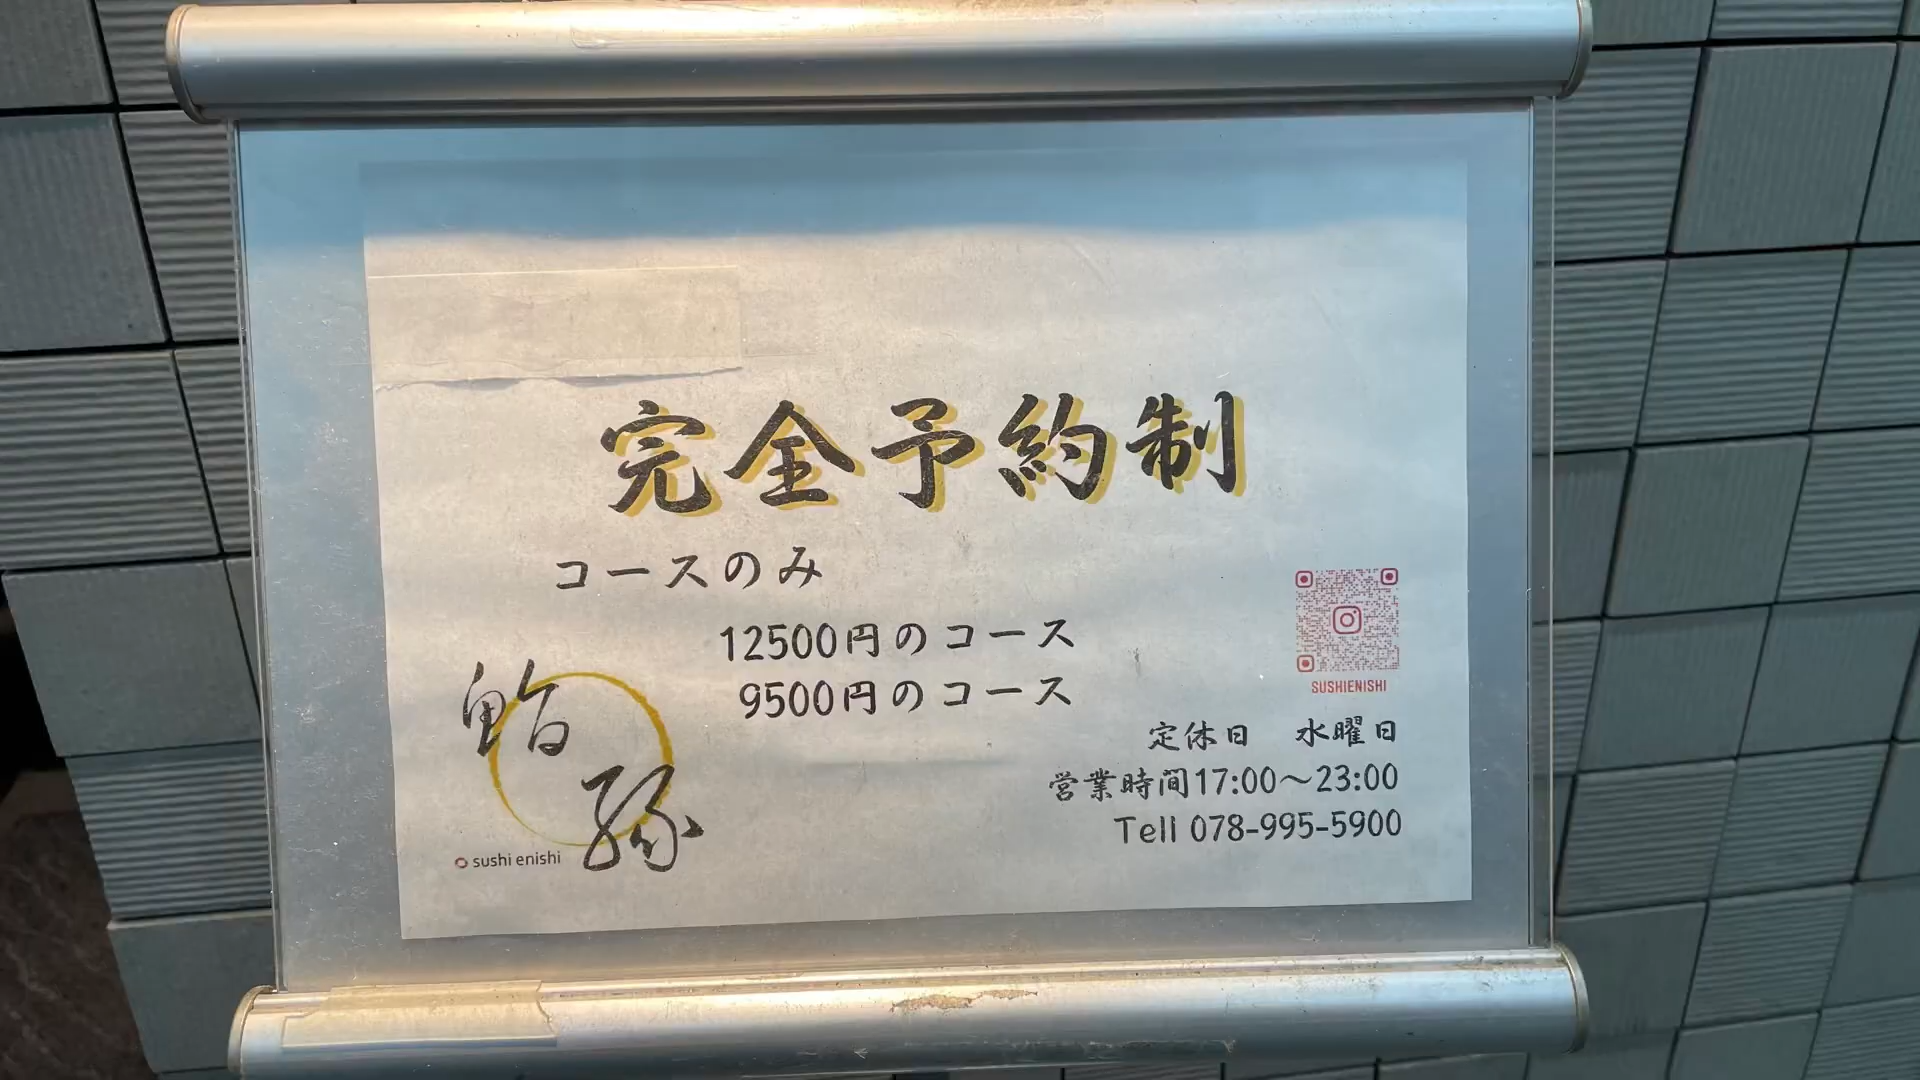 完全予約制
コースのみ
12500円のコース
9500円のコース
鮨
縁
sushi enishi
SUSHIENISHI
定休日 水曜日
営業時間17:00〜23:00
Tell 078-995-5900